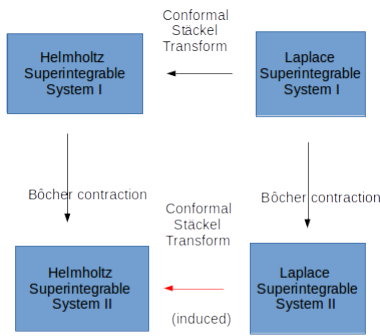 Conformal
Stäckel
Transform
Helmholtz
Superintegrable
System I
Laplace
Superintegrable
System I
Bôcher contraction
Bôcher contraction
Conformal
Stäckel
Transform
Helmholtz
Superintegrable
System II
Laplace
Superintegrable
System II
(induced)